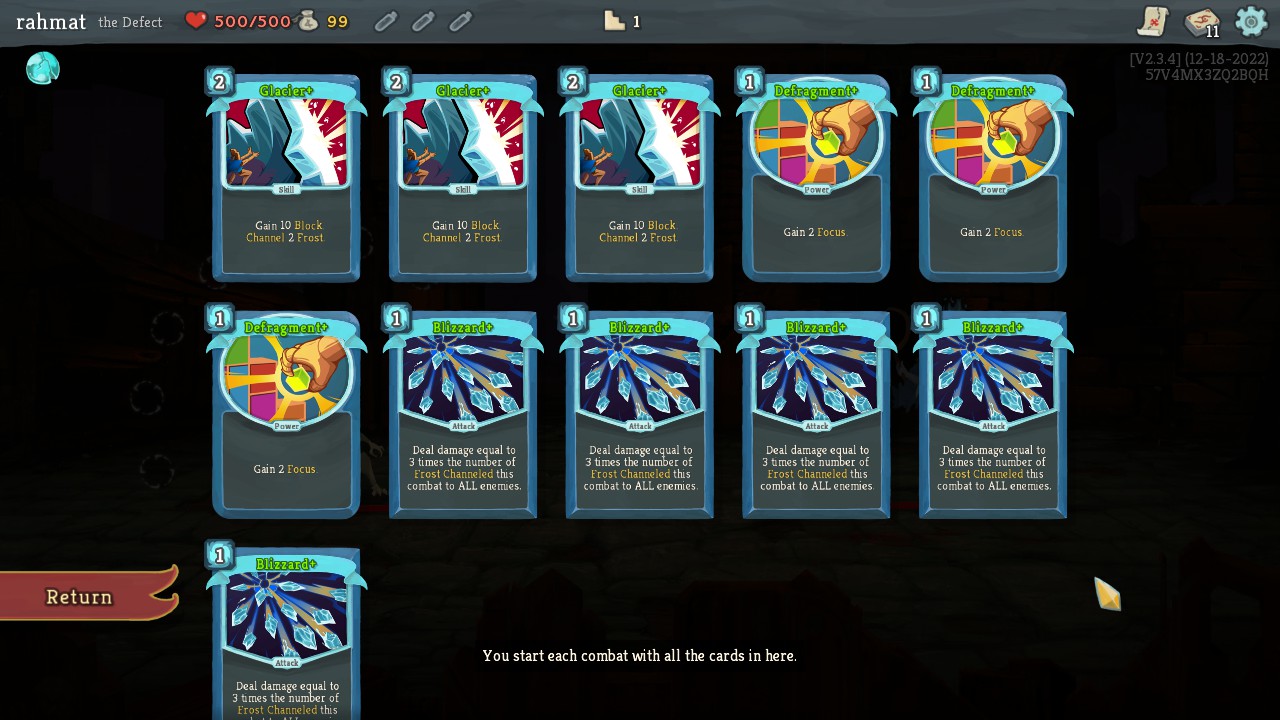 rahmat the Defect 500/500 99 1 11
[V2.3.4] (12-18-2022)
57V4MX3ZQ2BQH
2 2 2 1 1
Glacier+ Glacier+ Glacier+ Defragment+ Defragment+
Skill Skill Skill Power Power
Gain 10 Block.
Channel 2 Frost.
Gain 10 Block.
Channel 2 Frost.
Gain 10 Block.
Channel 2 Frost.
Gain 2 Focus.
Gain 2 Focus.
1 1 1 1 1
Defragment+ Blizzard+ Blizzard+ Blizzard+ Blizzard+
Power Attack Attack Attack Attack
Gain 2 Focus.
Deal damage equal to
3 times the number of
Frost Channeled this
combat to ALL enemies.
Deal damage equal to
3 times the number of
Frost Channeled this
combat to ALL enemies.
Deal damage equal to
3 times the number of
Frost Channeled this
combat to ALL enemies.
Deal damage equal to
3 times the number of
Frost Channeled this
combat to ALL enemies.
1
Blizzard+
Attack
Deal damage equal to
3 times the number of
Frost Channeled this
Return
You start each combat with all the cards in here.